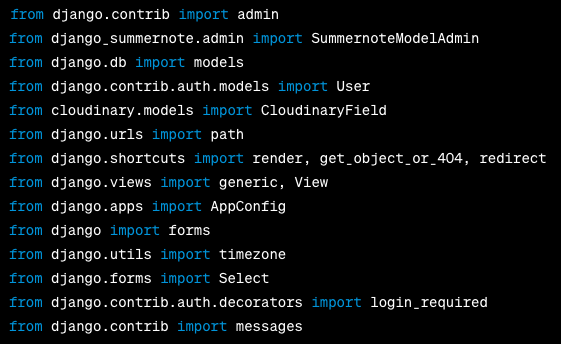 from django.contrib import admin
from django_summernote.admin import SummernoteModelAdmin
from django.db import models
from django.contrib.auth.models import User
from cloudinary.models import CloudinaryField
from django.urls import path
from django.shortcuts import render, get_object_or_404, redirect
from django.views import generic, View
from django.apps import AppConfig
from django import forms
from django.utils import timezone
from django.forms import Select
from django.contrib.auth.decorators import login_required
from django.contrib import messages